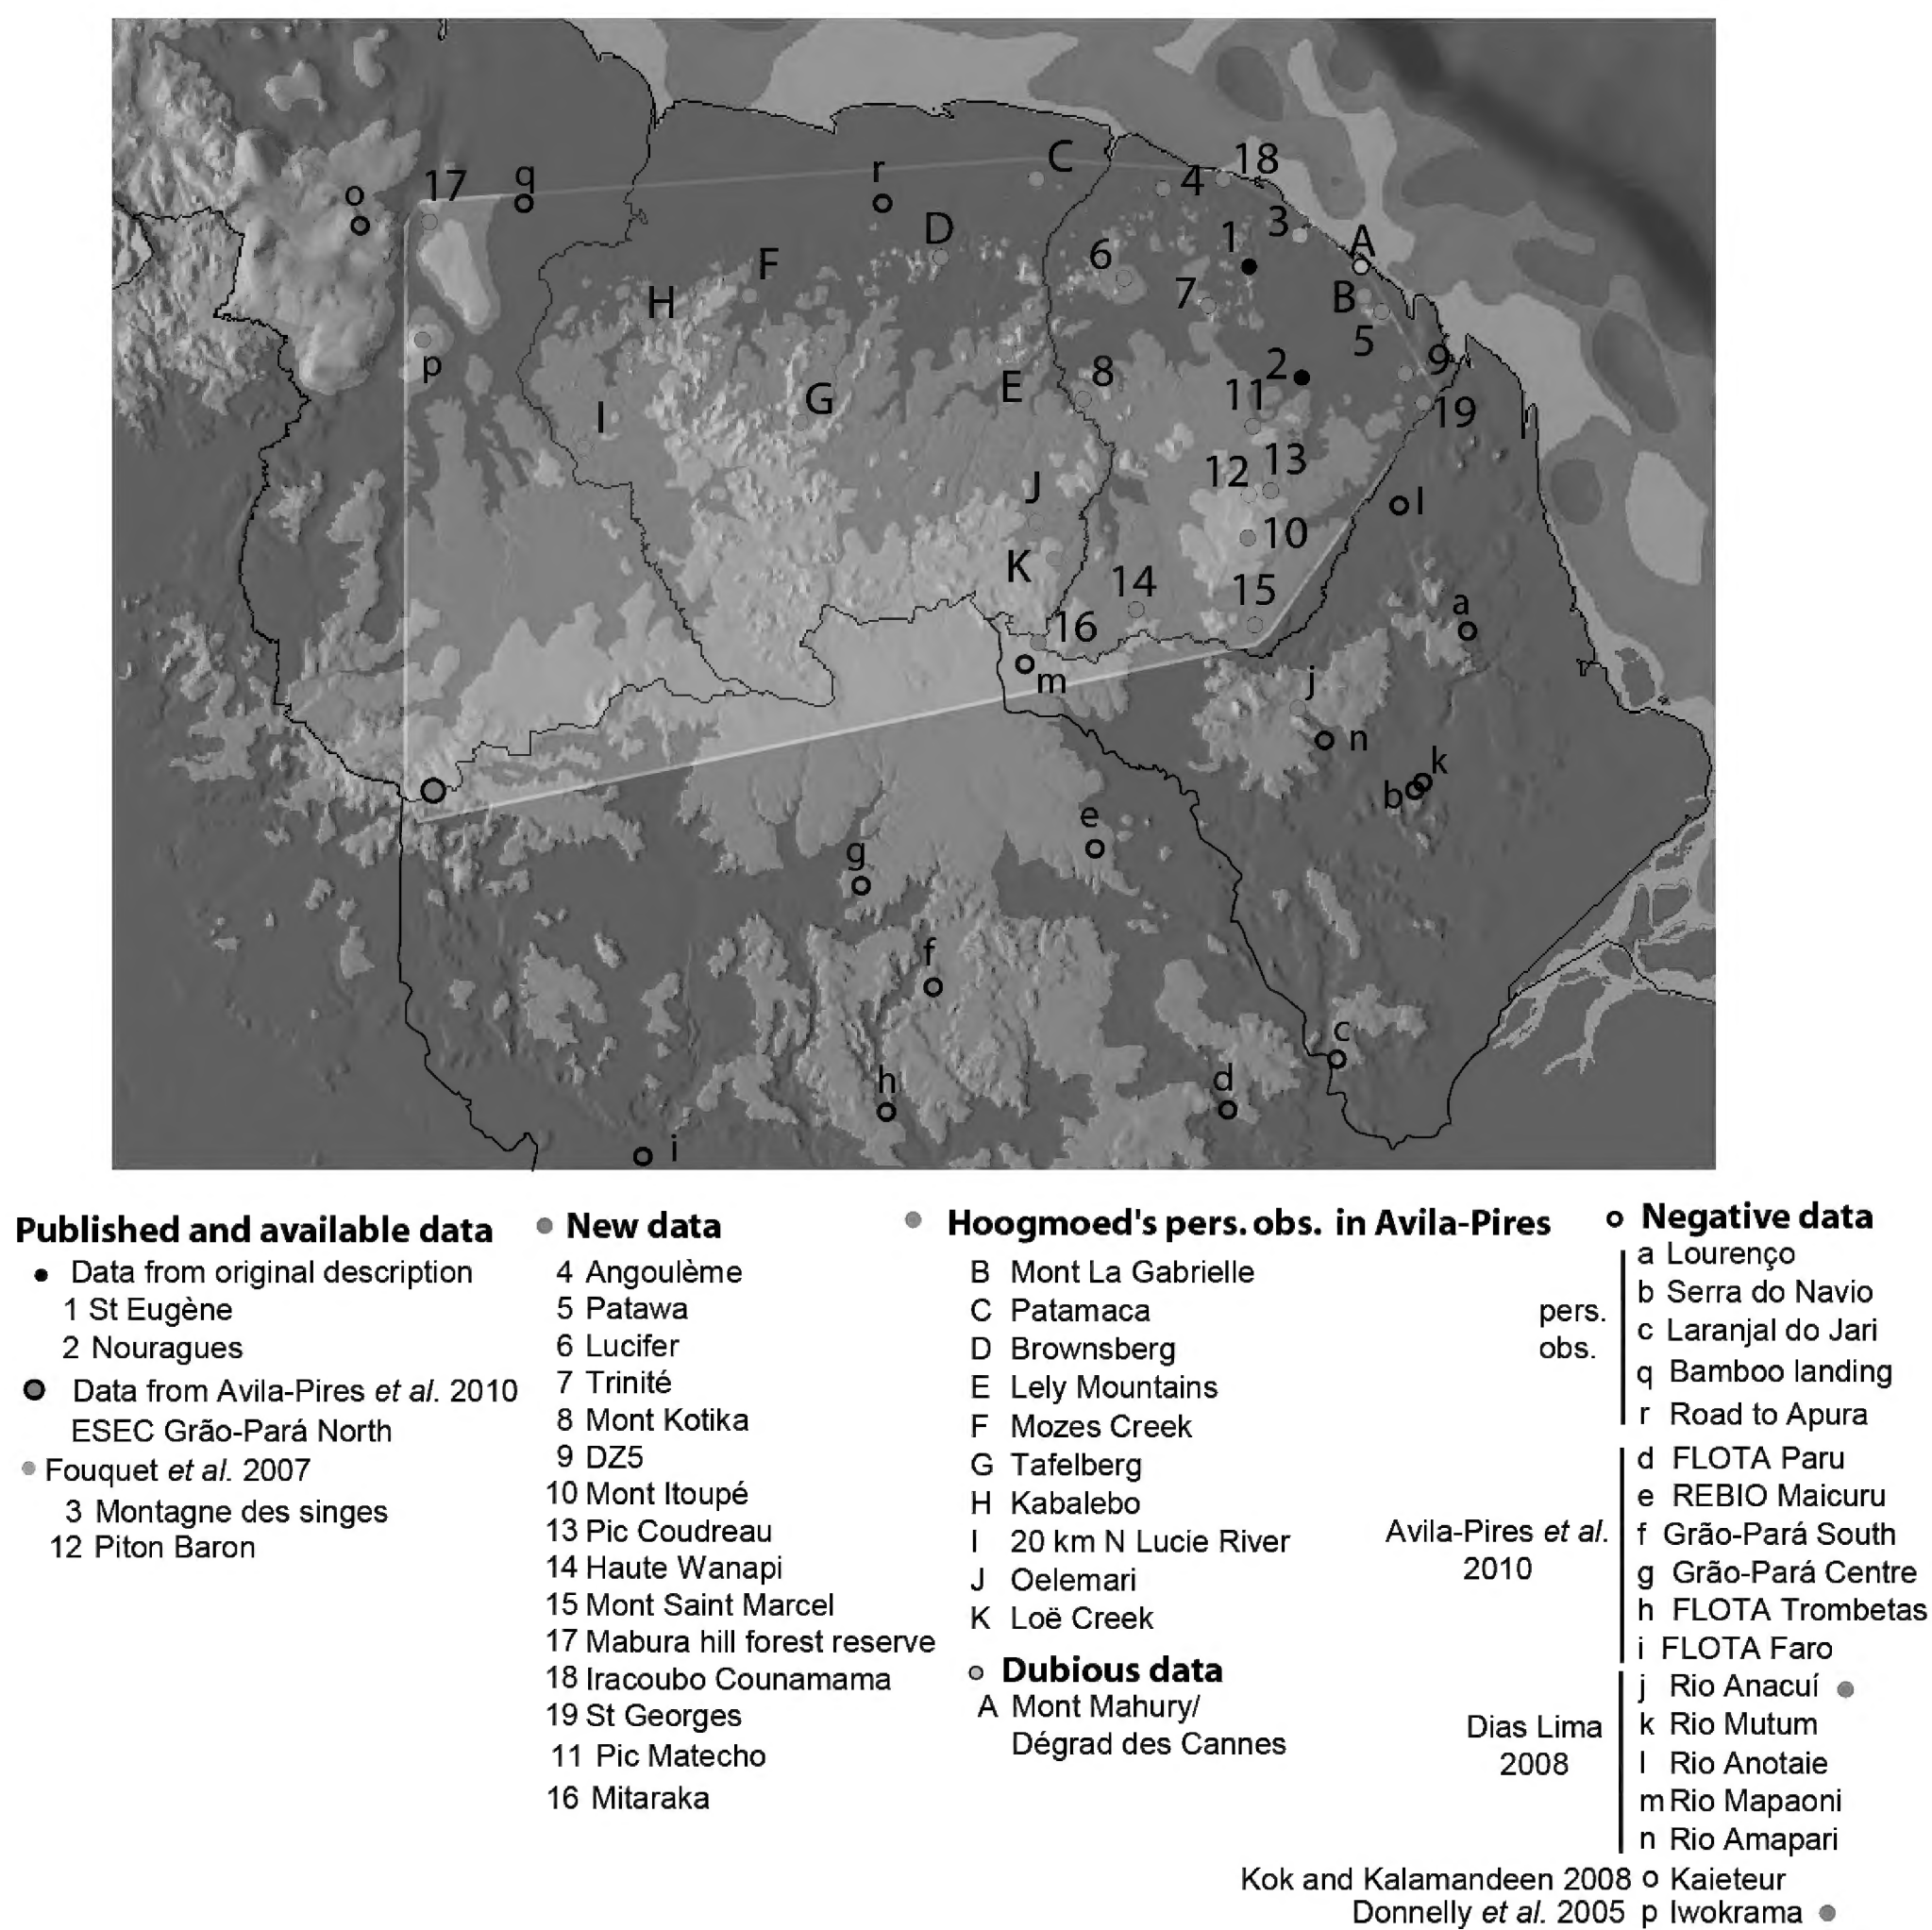 o
17
q
r
C
4
18
3
A
1
D
6
F
H
7
B
5
p
2
9
8
E
G
11
I
19
12
13
J
l
10
K
14
15
a
16
m
j
n
k
b
e
g
f
c
h
d
i
Published and available data
Data from original description
1 St Eugène
2 Nouragues
Data from Avila-Pires et al. 2010
ESEC Grão-Pará North
Fouquet et al. 2007
3 Montagne des singes
12 Piton Baron
New data
4 Angoulème
5 Patawa
6 Lucifer
7 Trinité
8 Mont Kotika
9 DZ5
10 Mont Itoupé
13 Pic Coudreau
14 Haute Wanapi
15 Mont Saint Marcel
17 Mabura hill forest reserve
18 Iracoubo Counamama
19 St Georges
11 Pic Matecho
16 Mitaraka
Hoogmoed's pers. obs. in Avila-Pires
B Mont La Gabrielle
C Patamaca
D Brownsberg
E Lely Mountains
F Mozes Creek
G Tafelberg
H Kabalebo
I 20 km N Lucie River
J Oelemari
K Loë Creek
Dubious data
A Mont Mahury/
Dégrad des Cannes
Negative data
pers.
obs.
a Lourenço
b Serra do Navio
c Laranjal do Jari
q Bamboo landing
r Road to Apura
Avila-Pires et al.
2010
d FLOTA Paru
e REBIO Maicuru
f Grão-Pará South
g Grão-Pará Centre
h FLOTA Trombetas
i FLOTA Faro
Dias Lima
2008
j Rio Anacuí
k Rio Mutum
l Rio Anotaie
m Rio Mapaoni
n Rio Amapari
Kok and Kalamandeen 2008 o Kaieteur
Donnelly et al. 2005 p Iwokrama